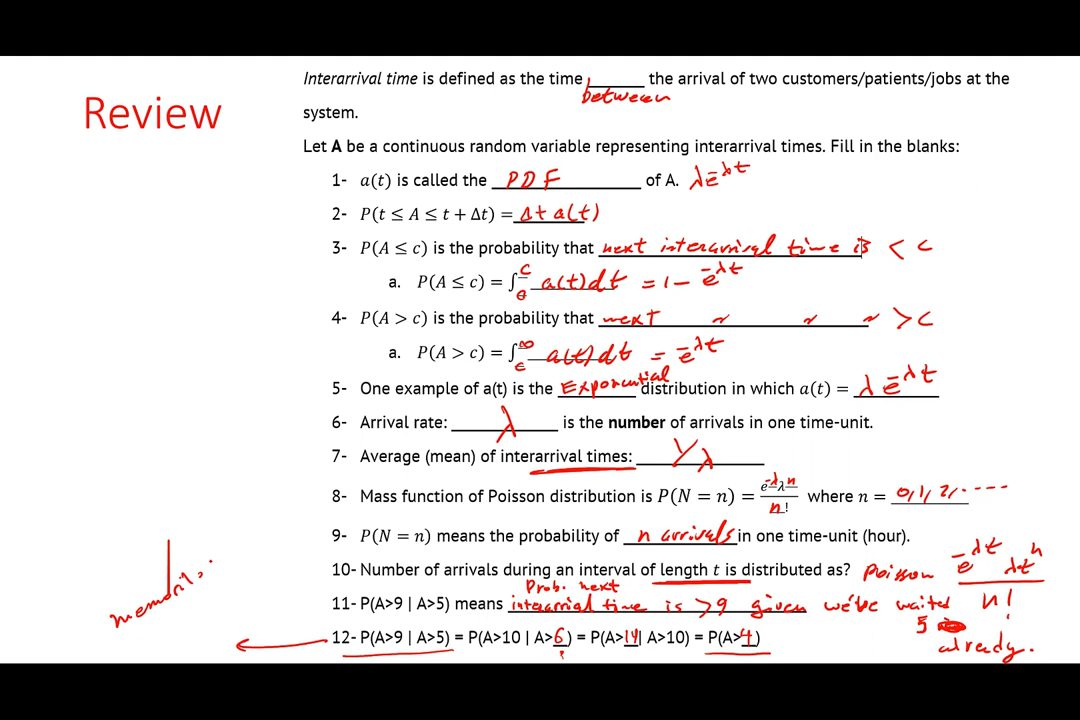 Review
Interarrival time is defined as the time between the arrival of two customers/patients/jobs at the
system.
Let A be a continuous random variable representing interarrival times. Fill in the blanks:
1- a(t) is called the PDF of A. λe^-λt
2- P(t ≤ A ≤ t + Δt) = Δt a(t)
3- P(A ≤ c) is the probability that next interarrival time is < c
a. P(A ≤ c) = ∫_0^c a(t)dt = 1 - e^-λt
4- P(A > c) is the probability that next ~ ~ ~ > c
a. P(A > c) = ∫_c^∞ a(t)dt = e^-λt
5- One example of a(t) is the Exponential distribution in which a(t) = λ e^-λt
6- Arrival rate: λ is the number of arrivals in one time-unit.
7- Average (mean) of interarrival times: 1/λ
8- Mass function of Poisson distribution is P(N = n) = e^-λ λ^n / n! where n = 0,1,2,....
9- P(N = n) means the probability of n arrivals in one time-unit (hour).
10- Number of arrivals during an interval of length t is distributed as? Poisson e^-λt λt^n / n!
11- P(A>9 | A>5) means Prob. next interarrial time is >9 given we've waited 5 already.
12- P(A>9 | A>5) = P(A>10 | A>6) = P(A>14 | A>10) = P(A>4)